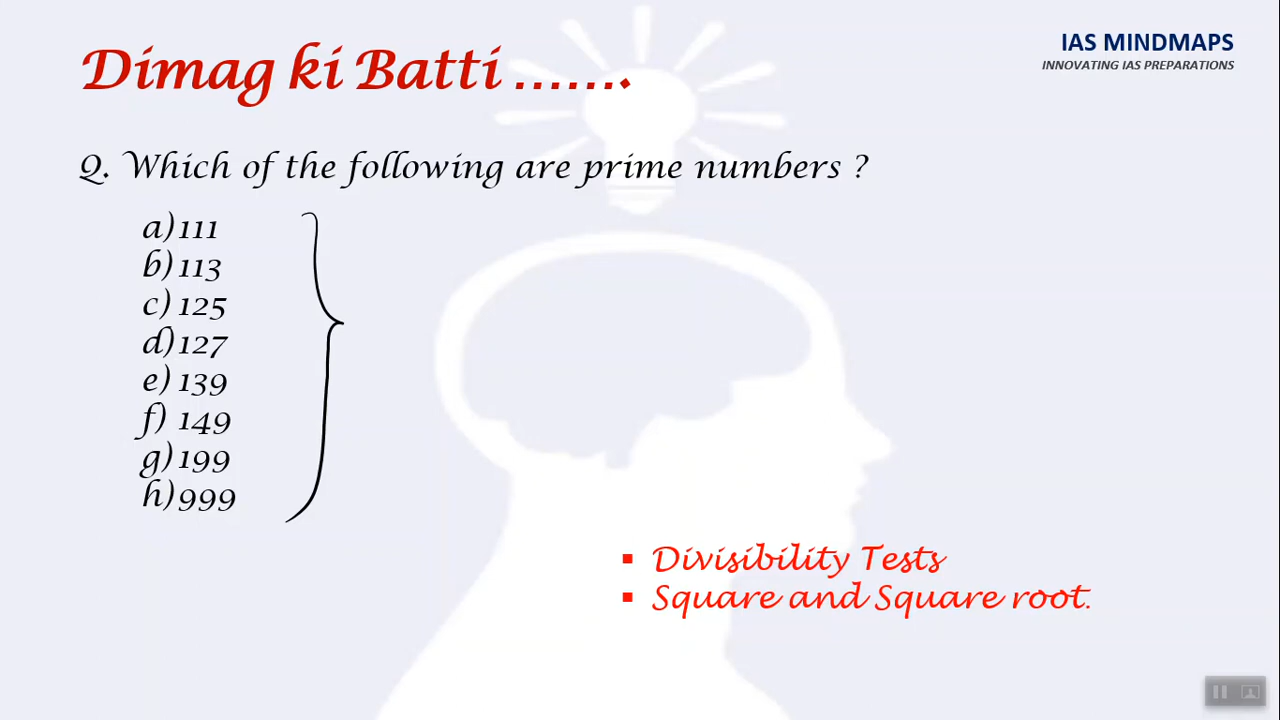 Dimag ki Batti .......
IAS MINDMAPS
INNOVATING IAS PREPARATIONS
Q. Which of the following are prime numbers ?
a) 111
b) 113
c) 125
d) 127
e) 139
f) 149
g) 199
h) 999
▪ Divisibility Tests
▪ Square and Square root.